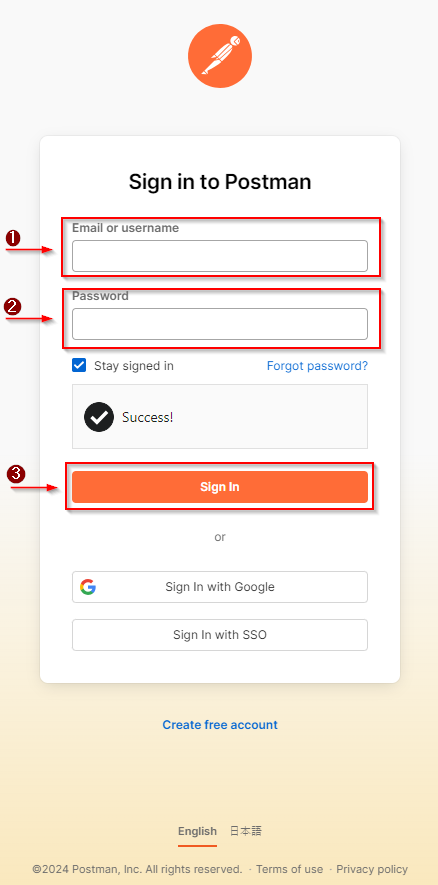 Sign in to Postman
1
Email or username
2
Password
Stay signed in
Forgot password?
Success!
3
Sign In
or
Sign In with Google
Sign In with SSO
Create free account
English 日本語
©2024 Postman, Inc. All rights reserved. · Terms of use · Privacy policy